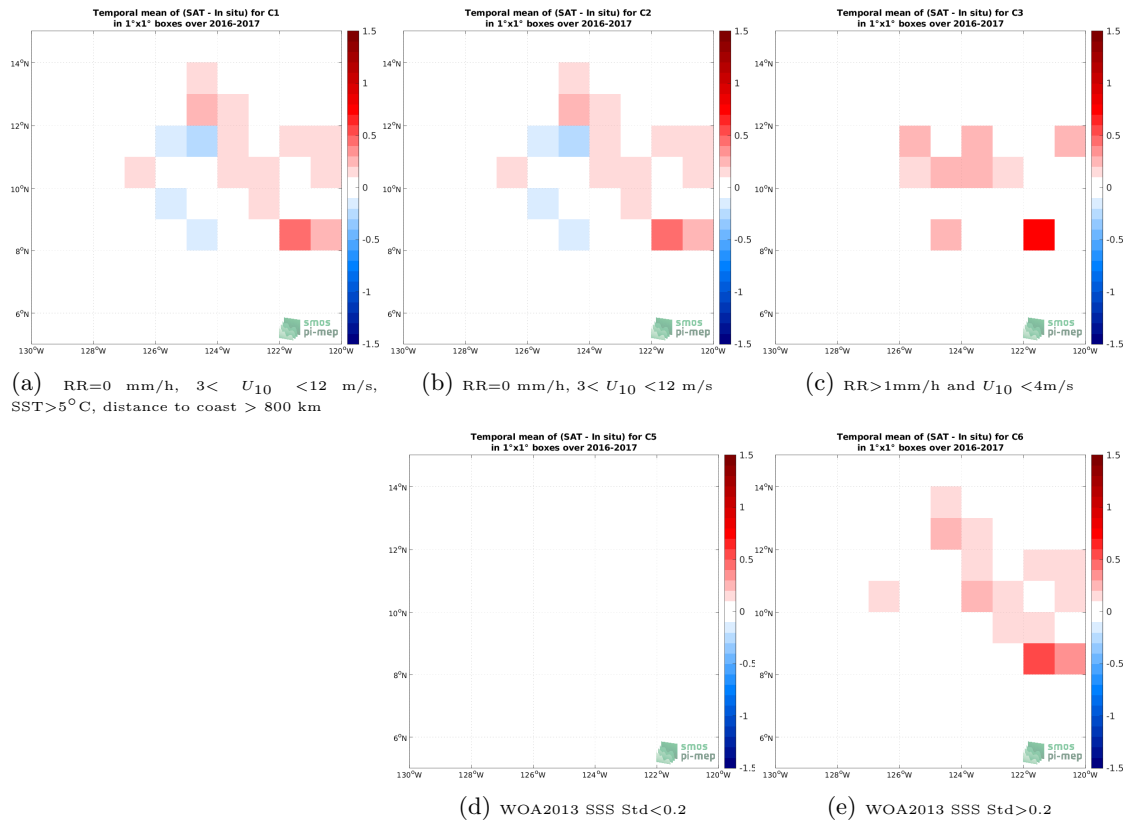 Temporal mean of (SAT - In situ) for C1
in 1°x1° boxes over 2016-2017
14°N
12°N
10°N
8°N
6°N
130°W 128°W 126°W 124°W 122°W 120°W
1.5
1
0.5
0
-0.5
-1
-1.5
smos
pi-mep
(a) RR=0 mm/h, 3< U10 <12 m/s,
SST>5°C, distance to coast > 800 km
Temporal mean of (SAT - In situ) for C2
in 1°x1° boxes over 2016-2017
14°N
12°N
10°N
8°N
6°N
130°W 128°W 126°W 124°W 122°W 120°W
1.5
1
0.5
0
-0.5
-1
-1.5
smos
pi-mep
(b) RR=0 mm/h, 3< U10 <12 m/s
Temporal mean of (SAT - In situ) for C3
in 1°x1° boxes over 2016-2017
14°N
12°N
10°N
8°N
6°N
130°W 128°W 126°W 124°W 122°W 120°W
1.5
1
0.5
0
-0.5
-1
-1.5
smos
pi-mep
(c) RR>1mm/h and U10 <4m/s
Temporal mean of (SAT - In situ) for C5
in 1°x1° boxes over 2016-2017
14°N
12°N
10°N
8°N
6°N
130°W 128°W 126°W 124°W 122°W 120°W
1.5
1
0.5
0
-0.5
-1
-1.5
smos
pi-mep
(d) WOA2013 SSS Std<0.2
Temporal mean of (SAT - In situ) for C6
in 1°x1° boxes over 2016-2017
14°N
12°N
10°N
8°N
6°N
130°W 128°W 126°W 124°W 122°W 120°W
1.5
1
0.5
0
-0.5
-1
-1.5
smos
pi-mep
(e) WOA2013 SSS Std>0.2